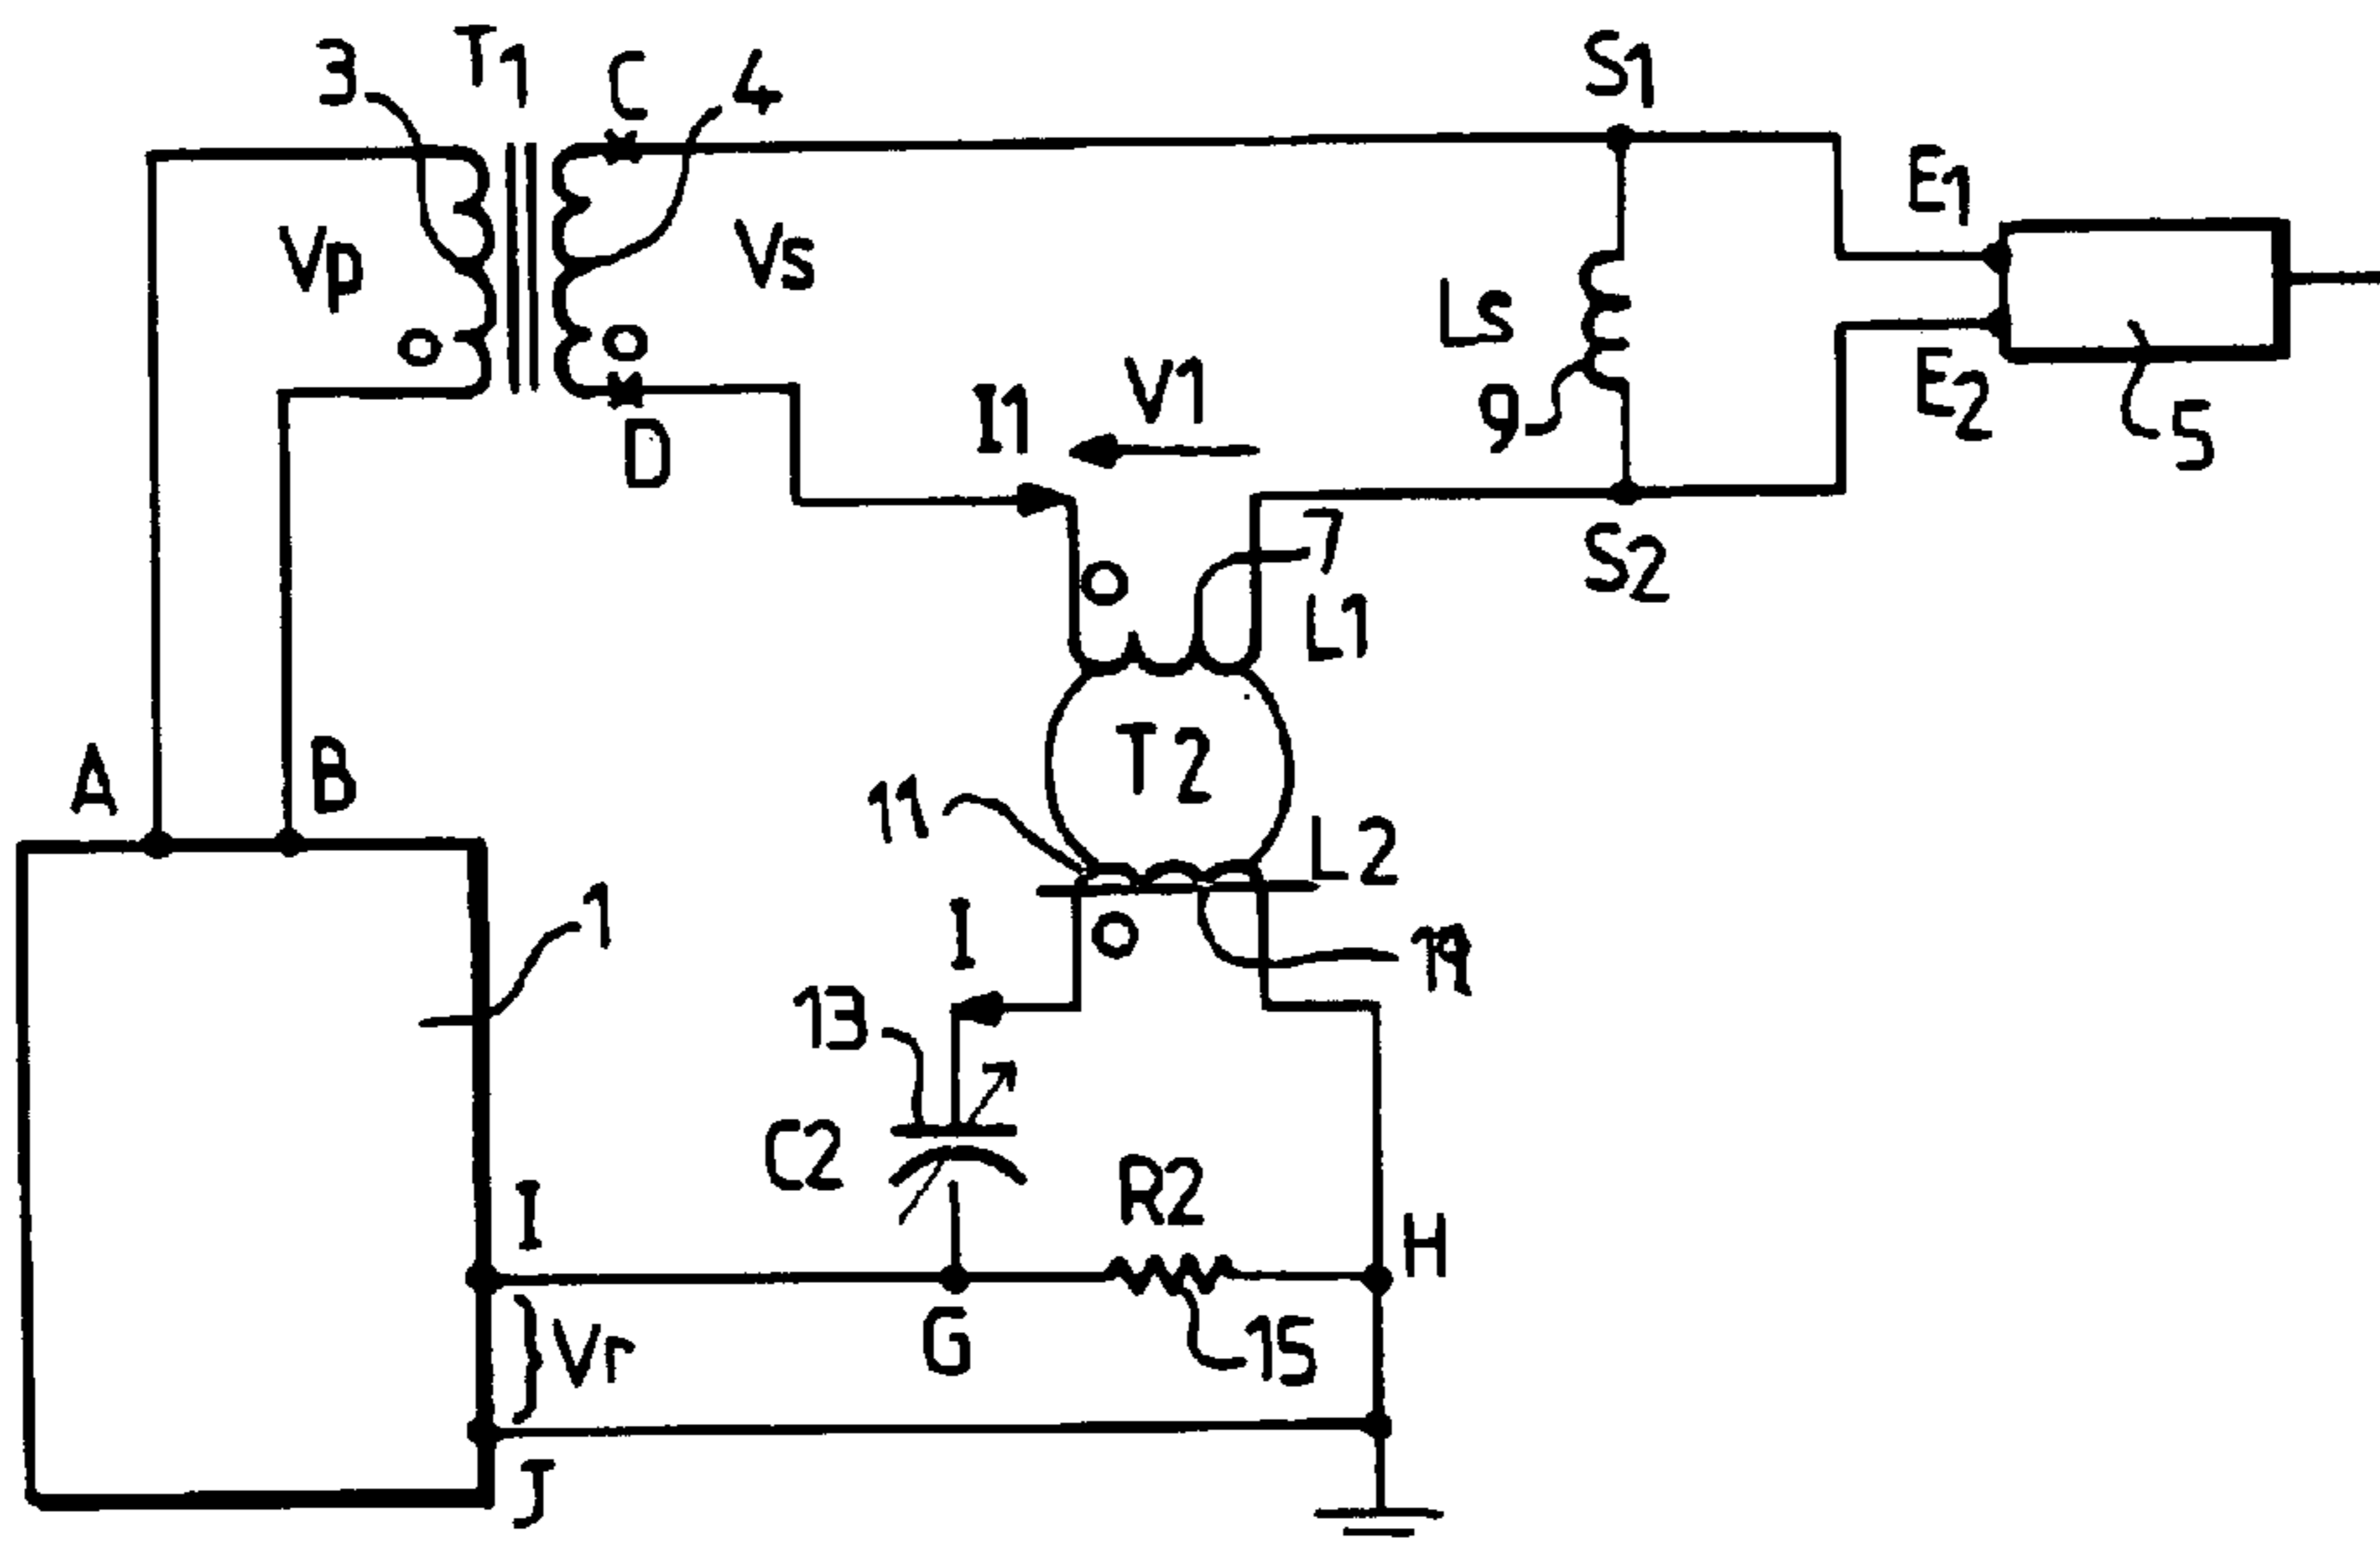 3 T1 C 4 S1
E1
Vp Vs
Ls
I1 V1 9 E2 5
D
7 S2
L1
T2
A B 11
L2
1 I
19
13
C2 R2
I H
Vr G 15
J